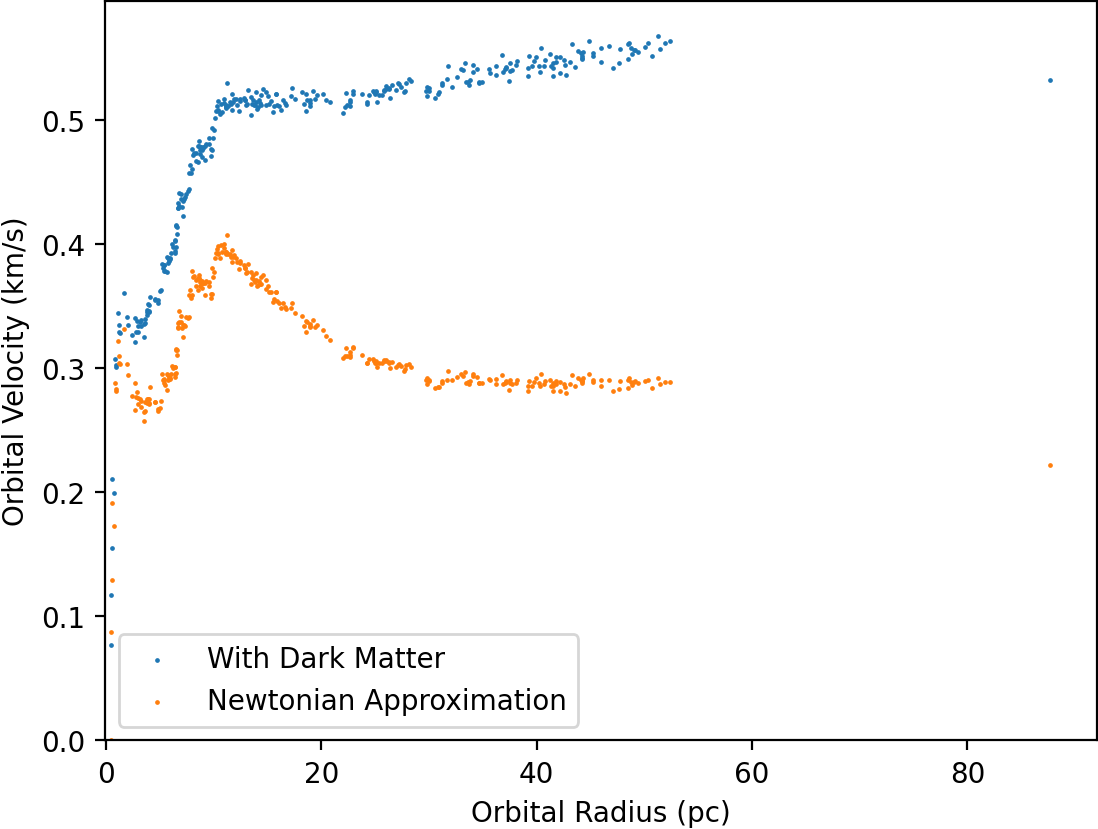 0.5
0.4
0.3
0.2
0.1
0.0
Orbital Velocity (km/s)
With Dark Matter
Newtonian Approximation
0 20 40 60 80
Orbital Radius (pc)